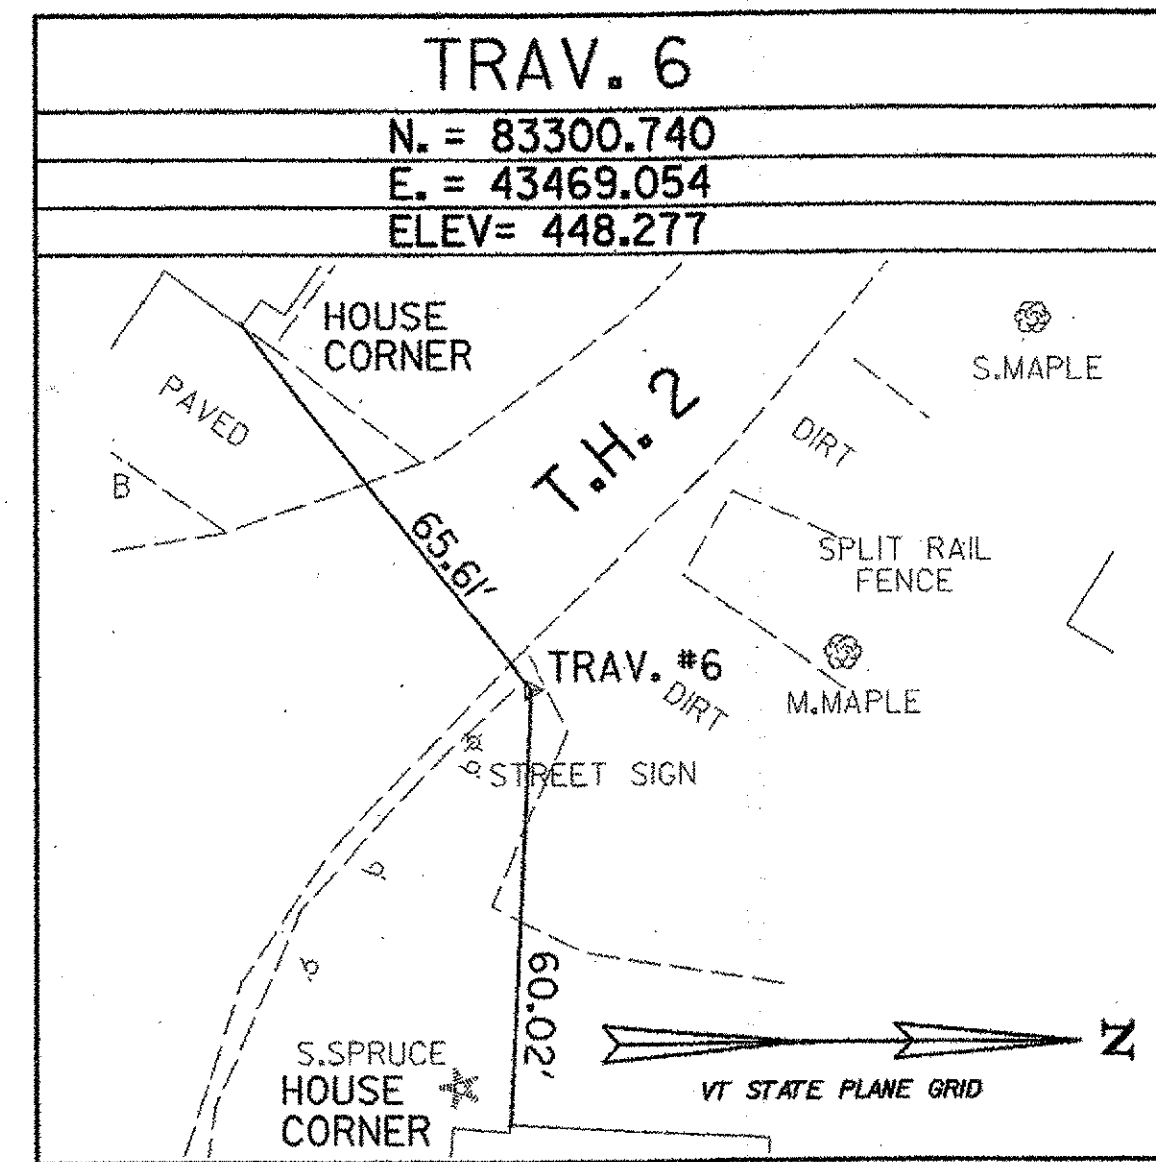 TRAV. 6
N. = 83300.740
E. = 43469.054
ELEV= 448.277
HOUSE
CORNER
S.MAPLE
PAVED
T.H. 2
DIRT
B
65.61'
SPLIT RAIL
FENCE
TRAV. #6
DIRT
M.MAPLE
STREET SIGN
60.02'
S.SPRUCE
HOUSE
CORNER
N
VT STATE PLANE GRID